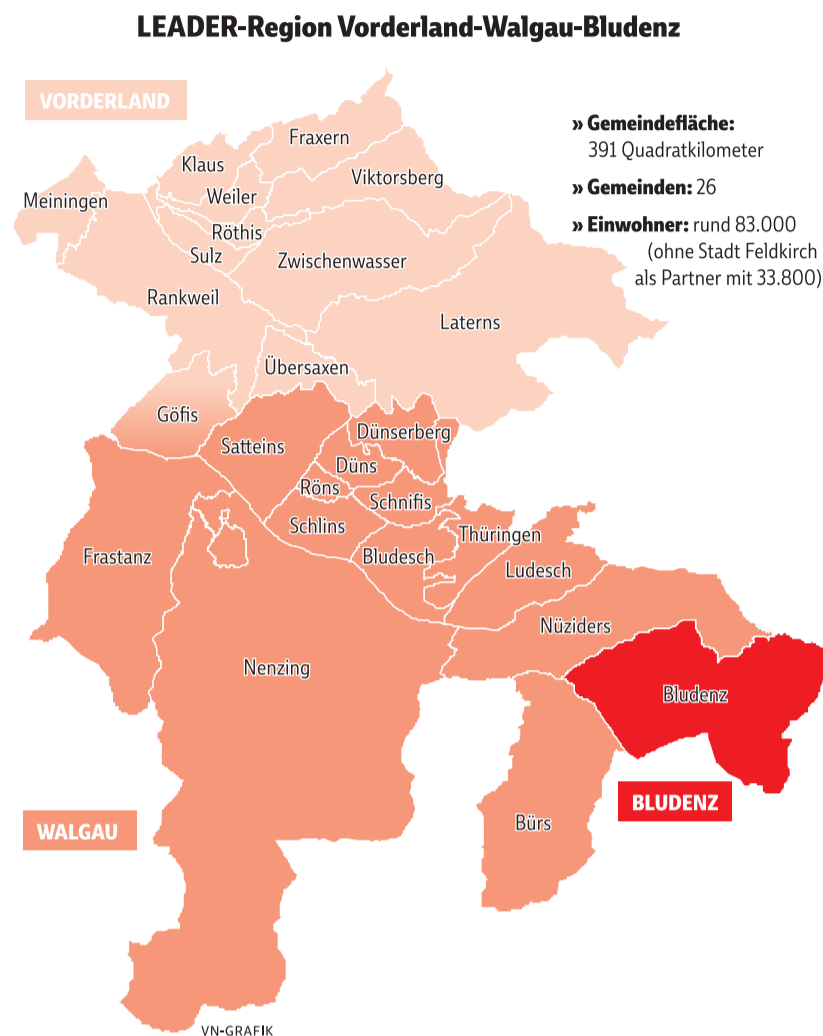 LEADER-Region Vorderland-Walgau-Bludenz
VORDERLAND
» Gemeindefläche:
391 Quadratkilometer
» Gemeinden: 26
» Einwohner: rund 83.000
(ohne Stadt Feldkirch
als Partner mit 33.800)
Fraxern
Klaus
Viktorsberg
Weiler
Meiningen
Röthis
Sulz
Zwischenwasser
Rankweil
Laterns
Übersaxen
Göfis
Dünserberg
Satteins
Düns
Röns
Schnifis
Schlins
Thüringen
Frastanz
Bludesch
Ludesch
Nüziders
Nenzing
Bludenz
BLUDENZ
Bürs
WALGAU
VN-GRAFIK